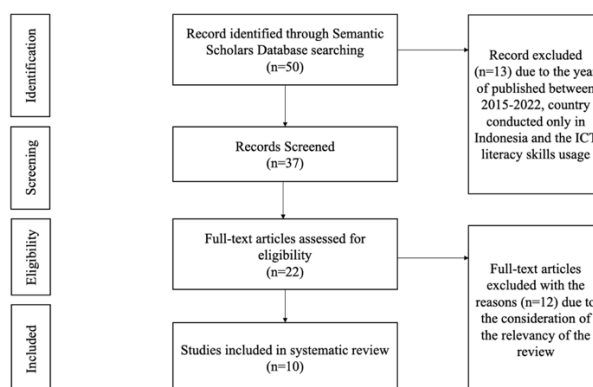 Identification
Record identified through Semantic
Scholars Database searching
(n=50)
Record excluded
(n=13) due to the year
of published between
2015-2022, country
conducted only in
Indonesia and the ICT
literacy skills usage
Screening
Records Screened
(n=37)
Eligibility
Full-text articles assessed for
eligibility
(n=22)
Full-text articles
excluded with the
reasons (n=12) due to
the consideration of
the relevancy of the
review
Included
Studies included in systematic review
(n=10)